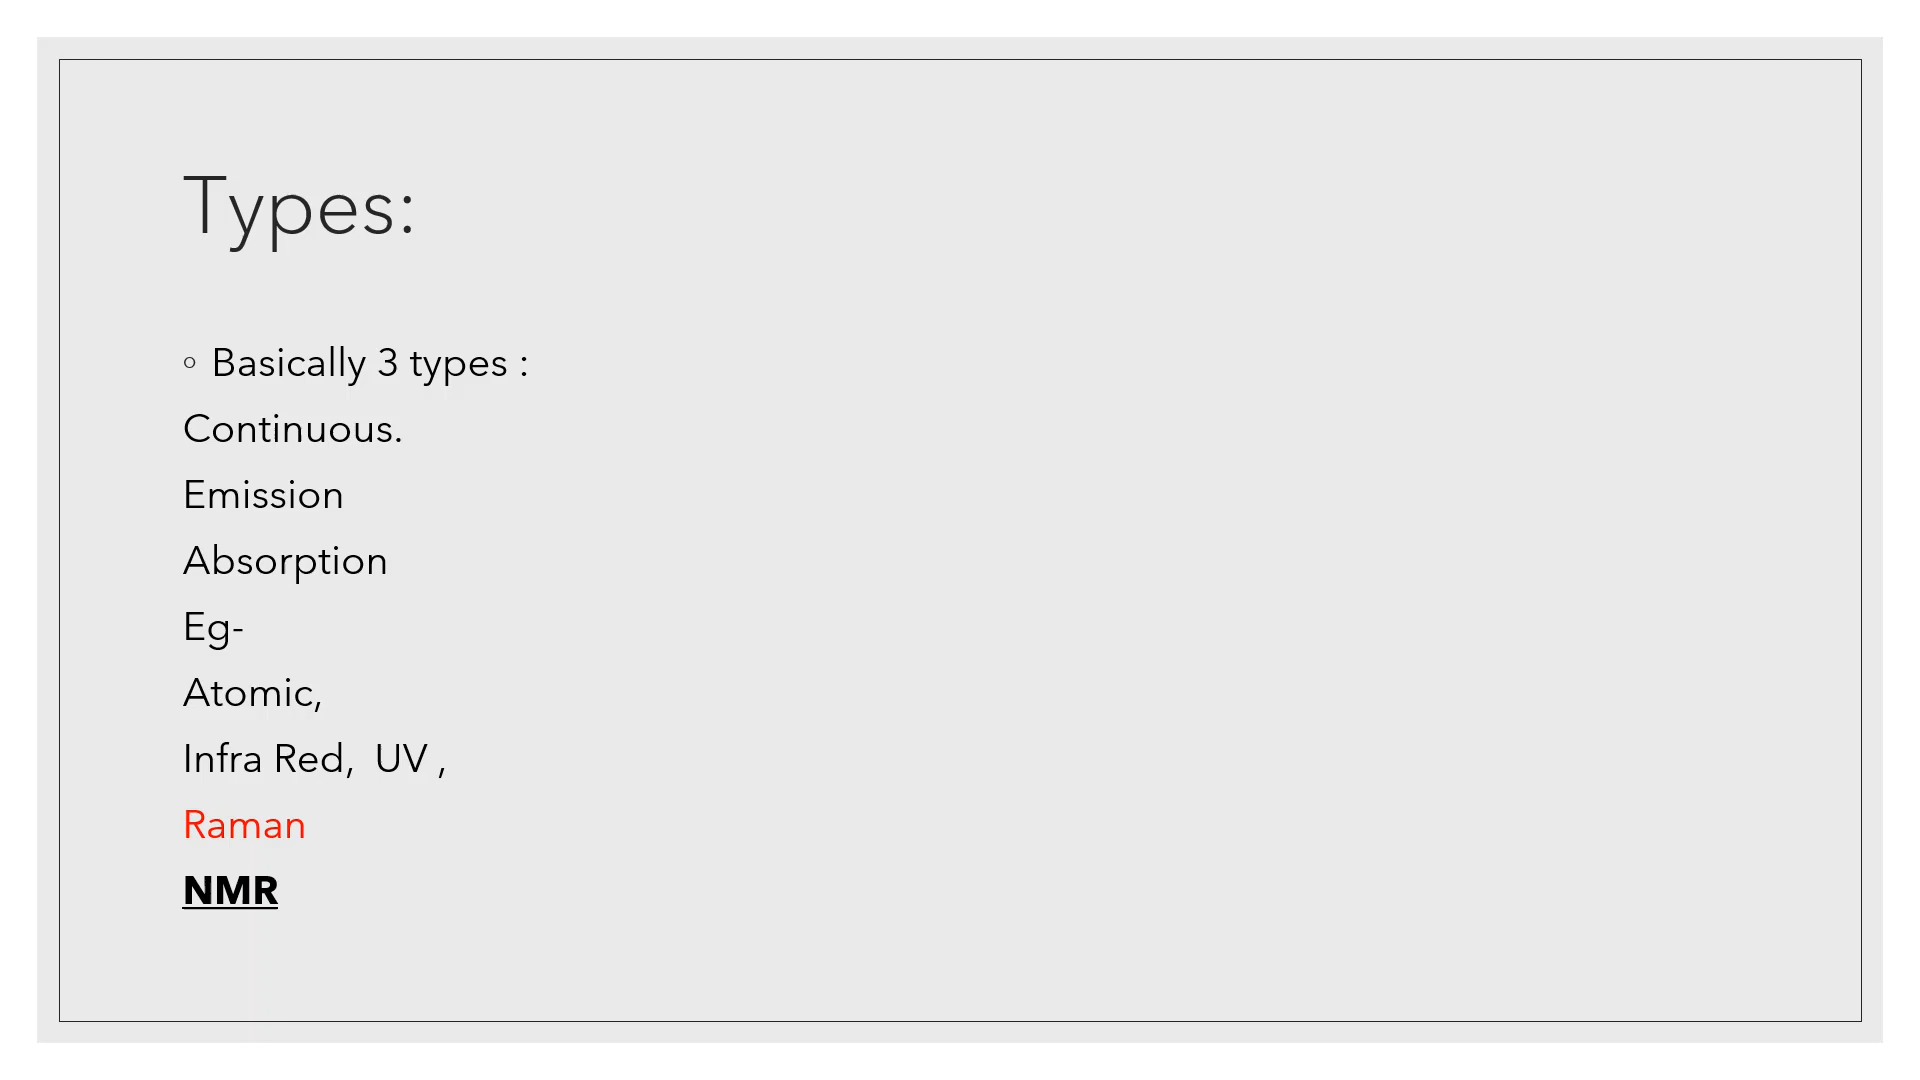 Types:
◦ Basically 3 types :
Continuous.
Emission
Absorption
Eg-
Atomic,
Infra Red,  UV ,
Raman
NMR